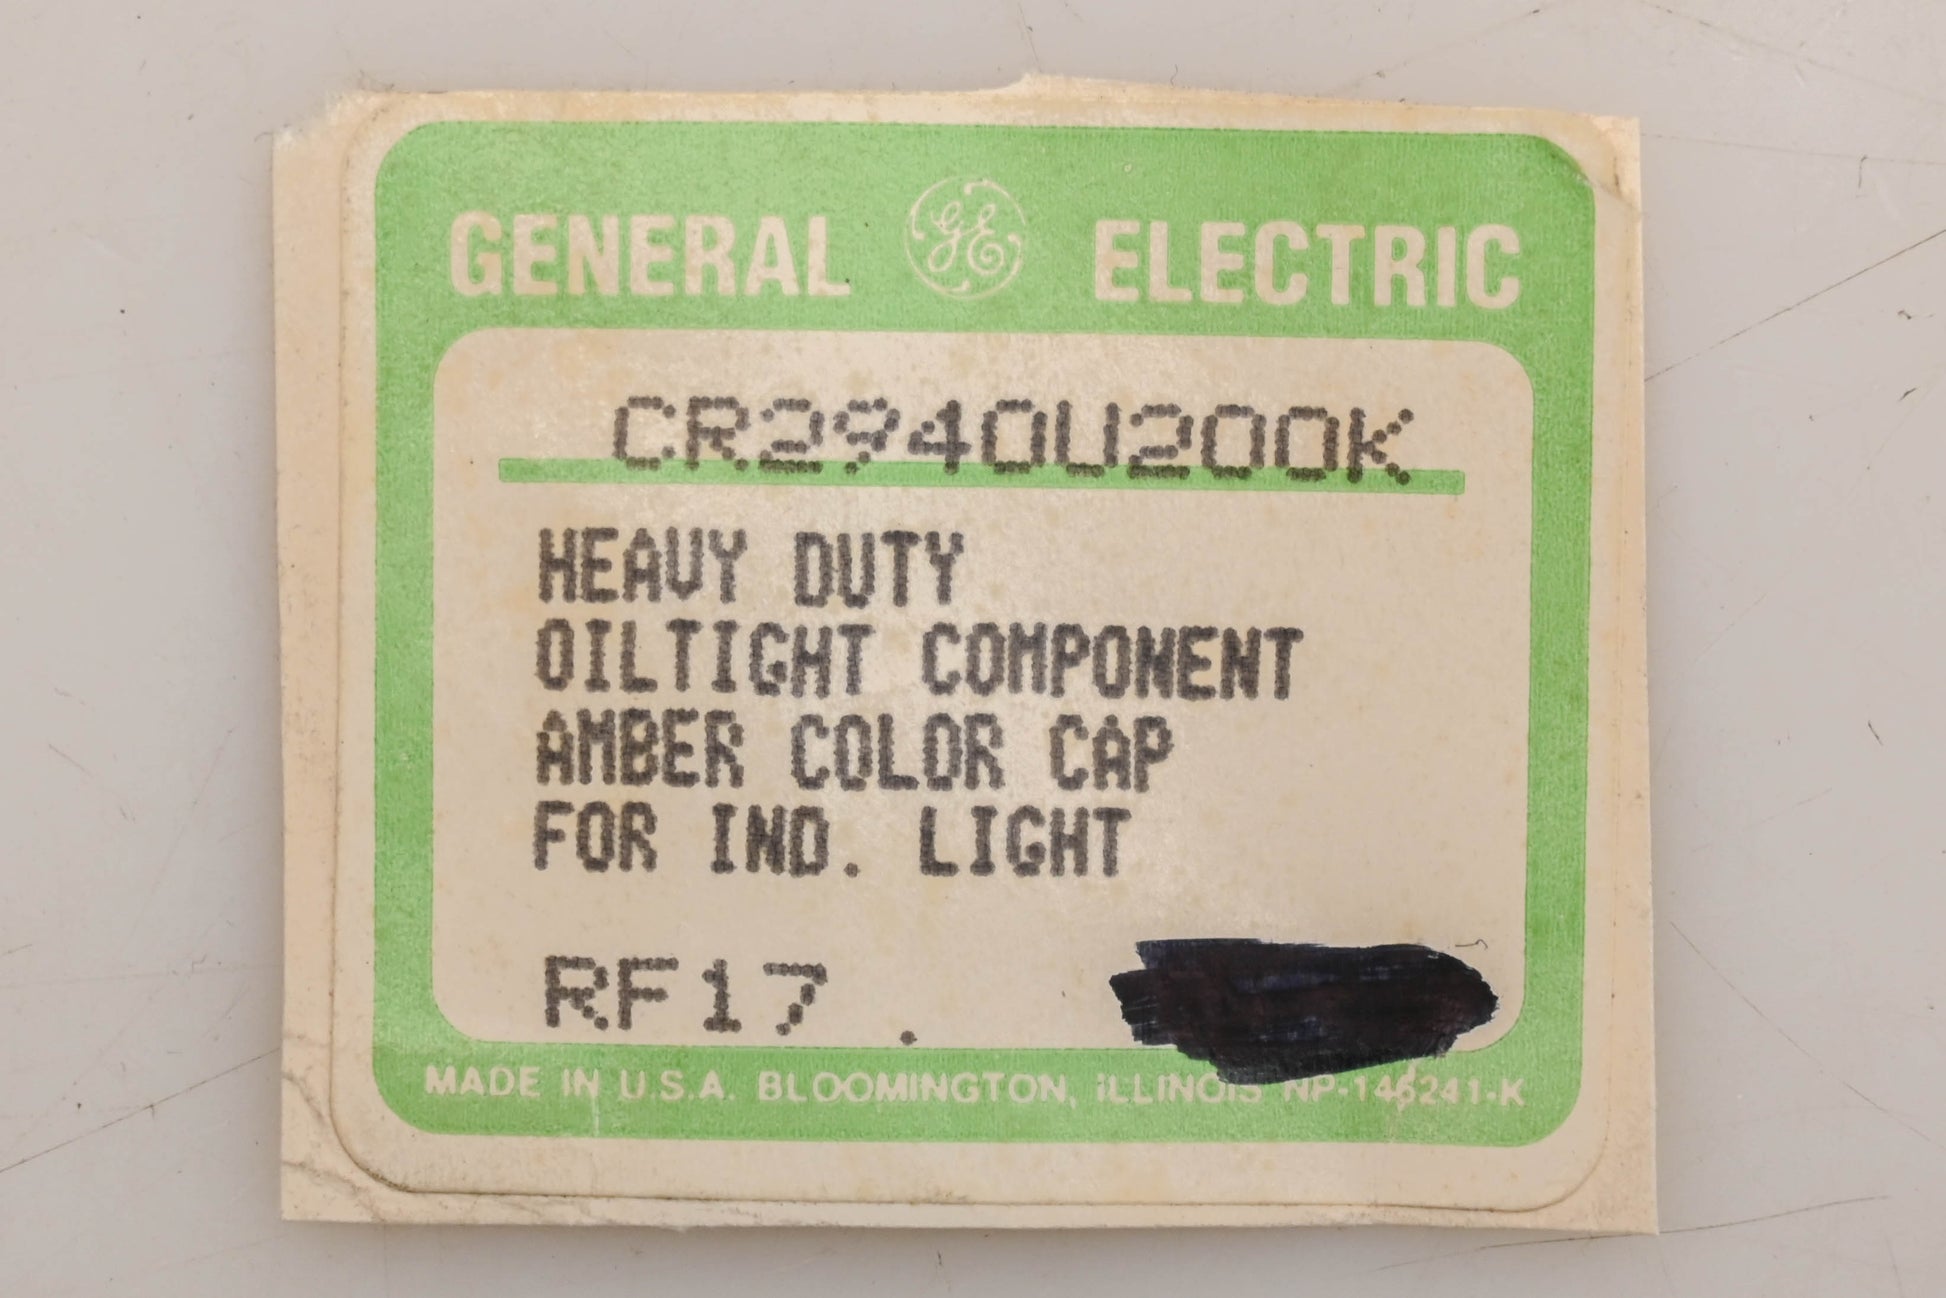 GENERAL GE ELECTRIC
CR2940U200K
HEAVY DUTY
OILTIGHT COMPONENT
AMBER COLOR CAP
FOR IND. LIGHT
RF17 .
MADE IN U.S.A. BLOOMINGTON, ILLINOIS NP-146241-K